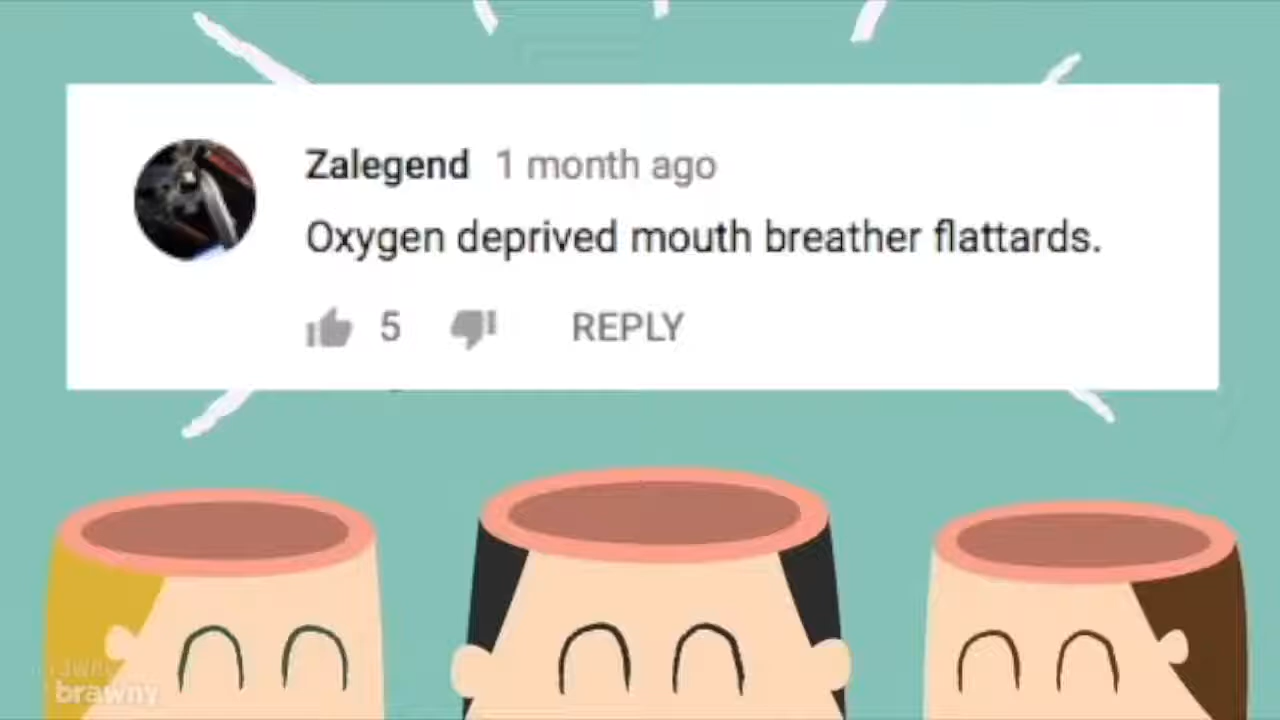 Zalegend 1 month ago
Oxygen deprived mouth breather flattards.
5 REPLY
brawny